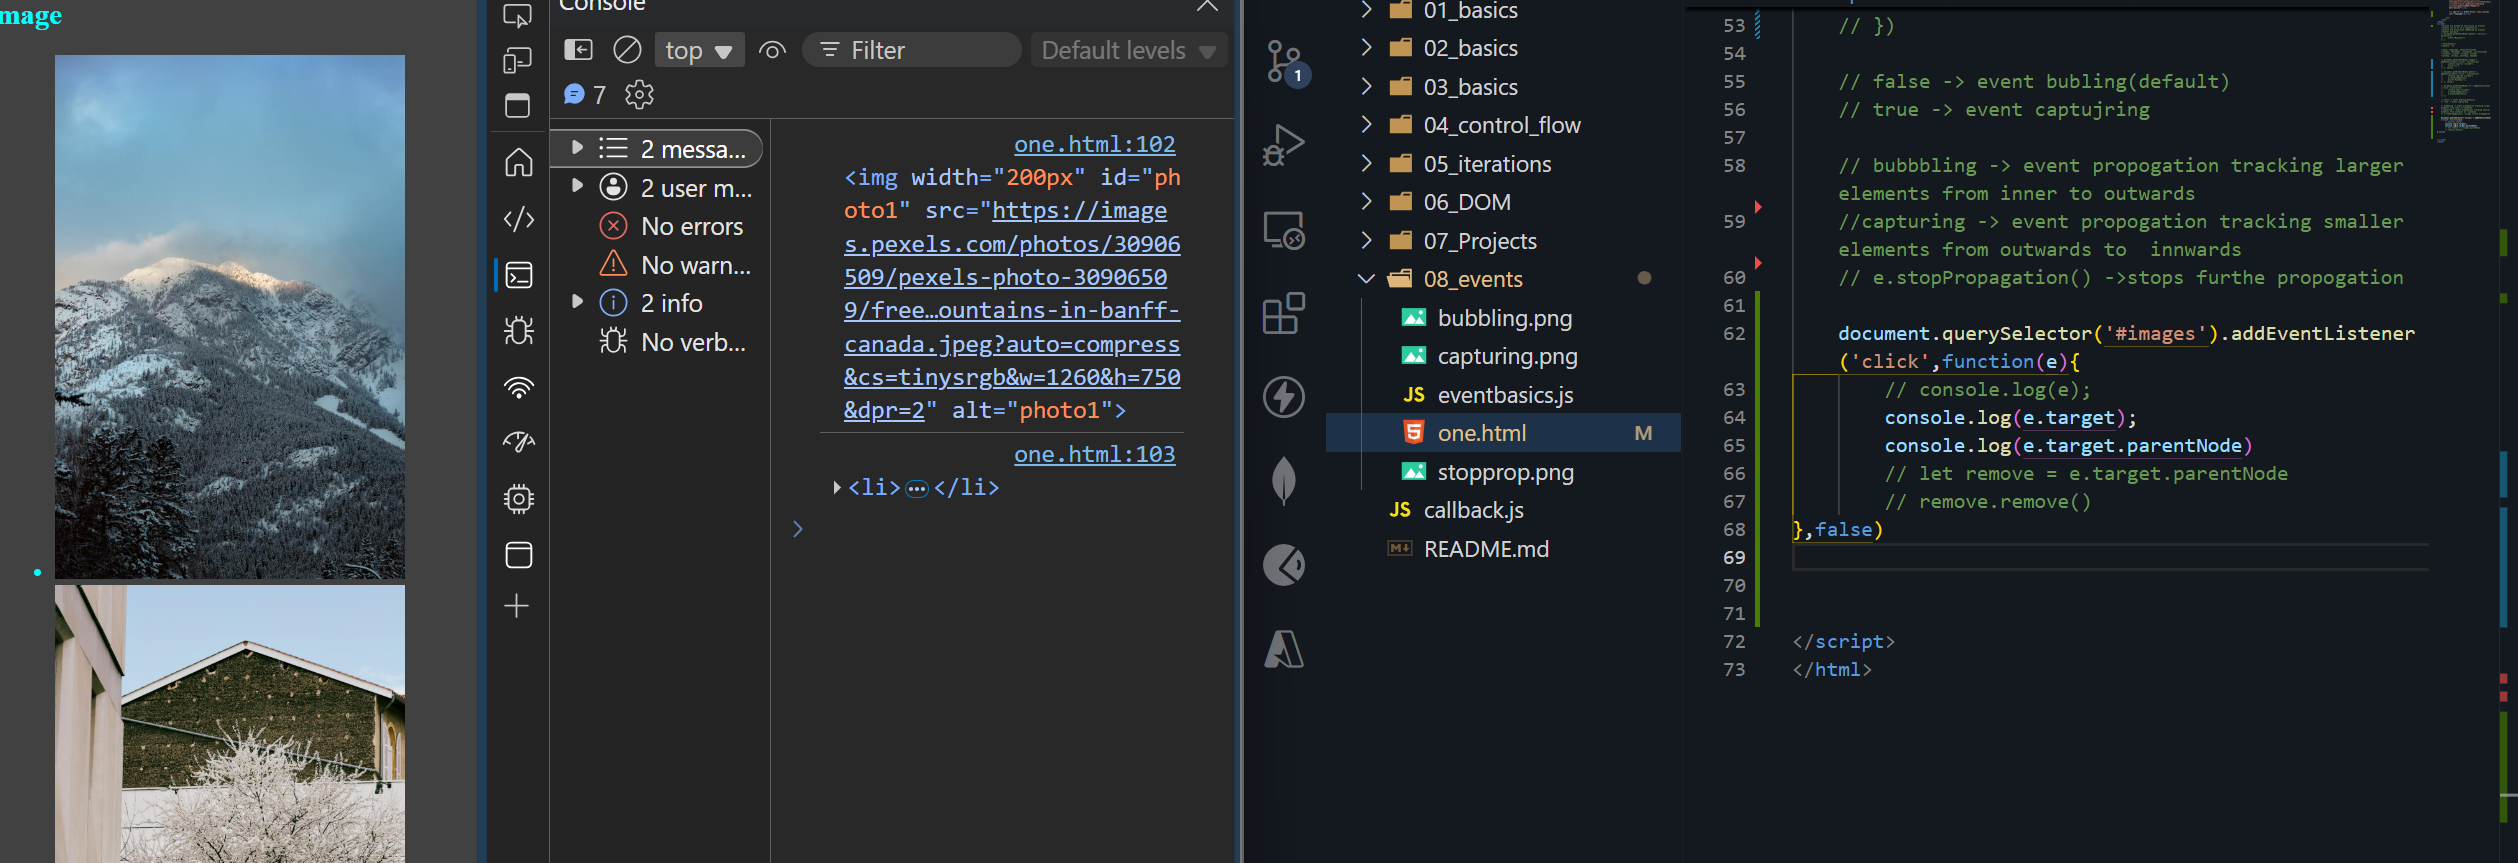 mage
Console
top
Filter
Default levels
7
2 messa...
2 user m...
No errors
No warn...
2 info
No verb...
one.html:102
<img width="200px" id="ph
oto1" src="https://image
s.pexels.com/photos/30906
509/pexels-photo-3090650
9/free…ountains-in-banff-
canada.jpeg?auto=compress
&cs=tinysrgb&w=1260&h=750
&dpr=2" alt="photo1">
one.html:103
<li>…</li>
1
01_basics
02_basics
03_basics
04_control_flow
05_iterations
06_DOM
07_Projects
08_events
bubbling.png
capturing.png
JS eventbasics.js
one.html M
stopprop.png
JS callback.js
README.md
53 // })
54
55 // false -> event bubling(default)
56 // true -> event captujring
57
58 // bubbbling -> event propogation tracking larger
elements from inner to outwards
59 //capturing -> event propogation tracking smaller
elements from outwards to  innwards
60 // e.stopPropagation() ->stops furthe propogation
61
62 document.querySelector('#images').addEventListener
('click',function(e){
63 // console.log(e);
64 console.log(e.target);
65 console.log(e.target.parentNode)
66 // let remove = e.target.parentNode
67 // remove.remove()
68 },false)
69
70
71
72 </script>
73 </html>